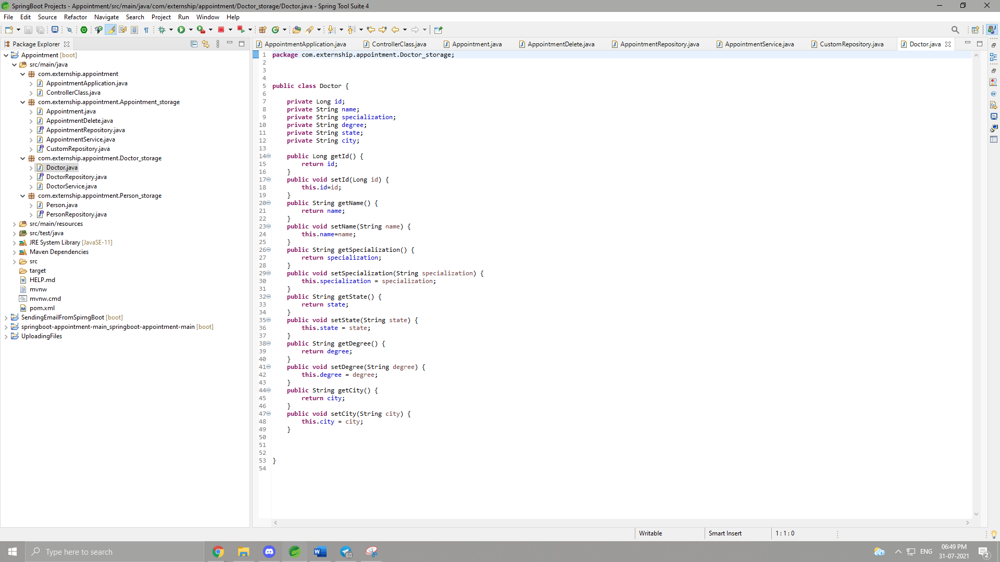 SpringBoot Projects - Appointment/src/main/java/com/externship/appointment/Doctor_storage/Doctor.java - Spring Tool Suite 4
File Edit Source Refactor Navigate Search Project Run Window Help
Package Explorer
Appointment [boot]
src/main/java
com.externship.appointment
AppointmentApplication.java
ControllerClass.java
com.externship.appointment.Appointment_storage
Appointment.java
AppointmentDelete.java
AppointmentRepository.java
AppointmentService.java
CustomRepository.java
com.externship.appointment.Doctor_storage
Doctor.java
DoctorRepository.java
DoctorService.java
com.externship.appointment.Person_storage
Person.java
PersonRepository.java
src/main/resources
src/test/java
JRE System Library [JavaSE-11]
Maven Dependencies
src
target
HELP.md
mvnw
mvnw.cmd
pom.xml
SendingEmailFromSpirngBoot [boot]
springboot-appointment-main_springboot-appointment-main [boot]
UploadingFiles
AppointmentApplication.java ControllerClass.java Appointment.java AppointmentDelete.java AppointmentRepository.java AppointmentService.java CustomRepository.java Doctor.java
1 package com.externship.appointment.Doctor_storage;
2
3
4
5 public class Doctor {
6
7 private Long id;
8 private String name;
9 private String specialization;
10 private String degree;
11 private String state;
12 private String city;
13
14 public Long getId() {
15 return id;
16 }
17 public void setId(Long id) {
18 this.id=id;
19 }
20 public String getName() {
21 return name;
22 }
23 public void setName(String name) {
24 this.name=name;
25 }
26 public String getSpecialization() {
27 return specialization;
28 }
29 public void setSpecialization(String specialization) {
30 this.specialization = specialization;
31 }
32 public String getState() {
33 return state;
34 }
35 public void setState(String state) {
36 this.state = state;
37 }
38 public String getDegree() {
39 return degree;
40 }
41 public void setDegree(String degree) {
42 this.degree = degree;
43 }
44 public String getCity() {
45 return city;
46 }
47 public void setCity(String city) {
48 this.city = city;
49 }
50
51
52
53 }
54
Writable Smart Insert 1 : 1 : 0
Type here to search
60
ENG
06:49 PM
31-07-2021
2